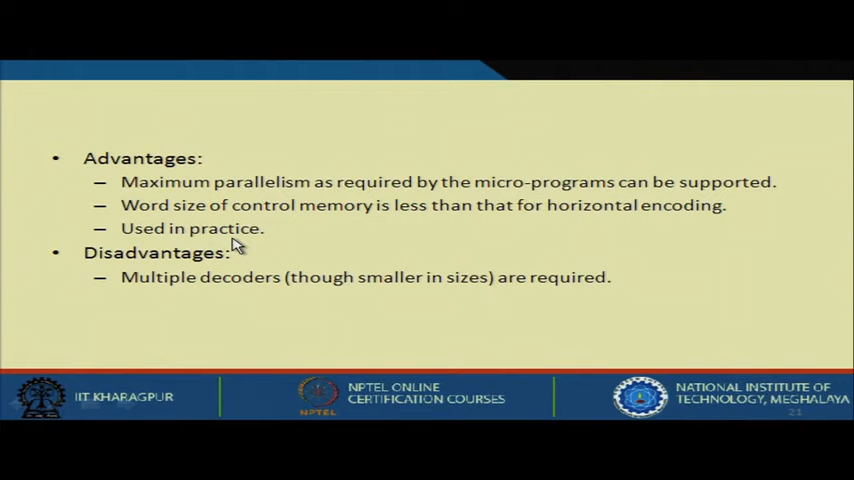 • Advantages:
– Maximum parallelism as required by the micro-programs can be supported.
– Word size of control memory is less than that for horizontal encoding.
– Used in practice.
• Disadvantages:
– Multiple decoders (though smaller in sizes) are required.
IIT KHARAGPUR
NPTEL
NPTEL ONLINE
CERTIFICATION COURSES
NATIONAL INSTITUTE OF
TECHNOLOGY, MEGHALAYA
21